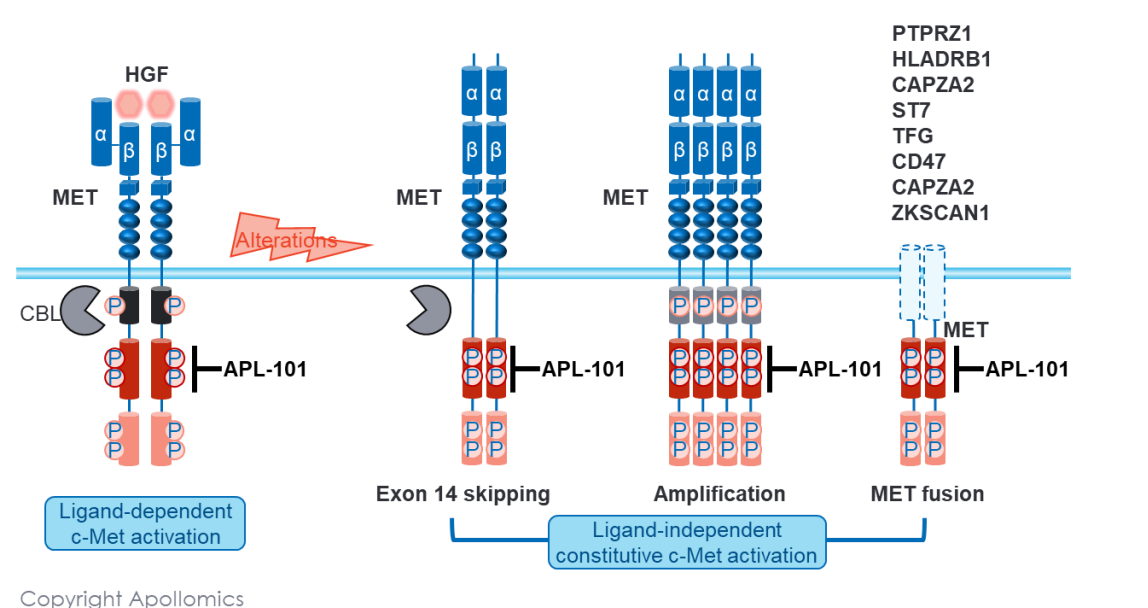 PTPRZ1
HLADRB1
CAPZA2
ST7
TFG
CD47
CAPZA2
ZKSCAN1
HGF
α
β
β
α
MET
Alterations
CBL
P
P
P
P
P
P
P
P
P
P
APL-101
Ligand-dependent
c-Met activation
MET
α α
β β
P P
P P
P P
P P
APL-101
Exon 14 skipping
MET
α α α α
β β β β
P P P P
P P P P
P P P P
P P P P
P P P P
APL-101
Amplification
MET
P P
P P
P P
P P
APL-101
MET fusion
Ligand-independent
constitutive c-Met activation
Copyright Apollomics